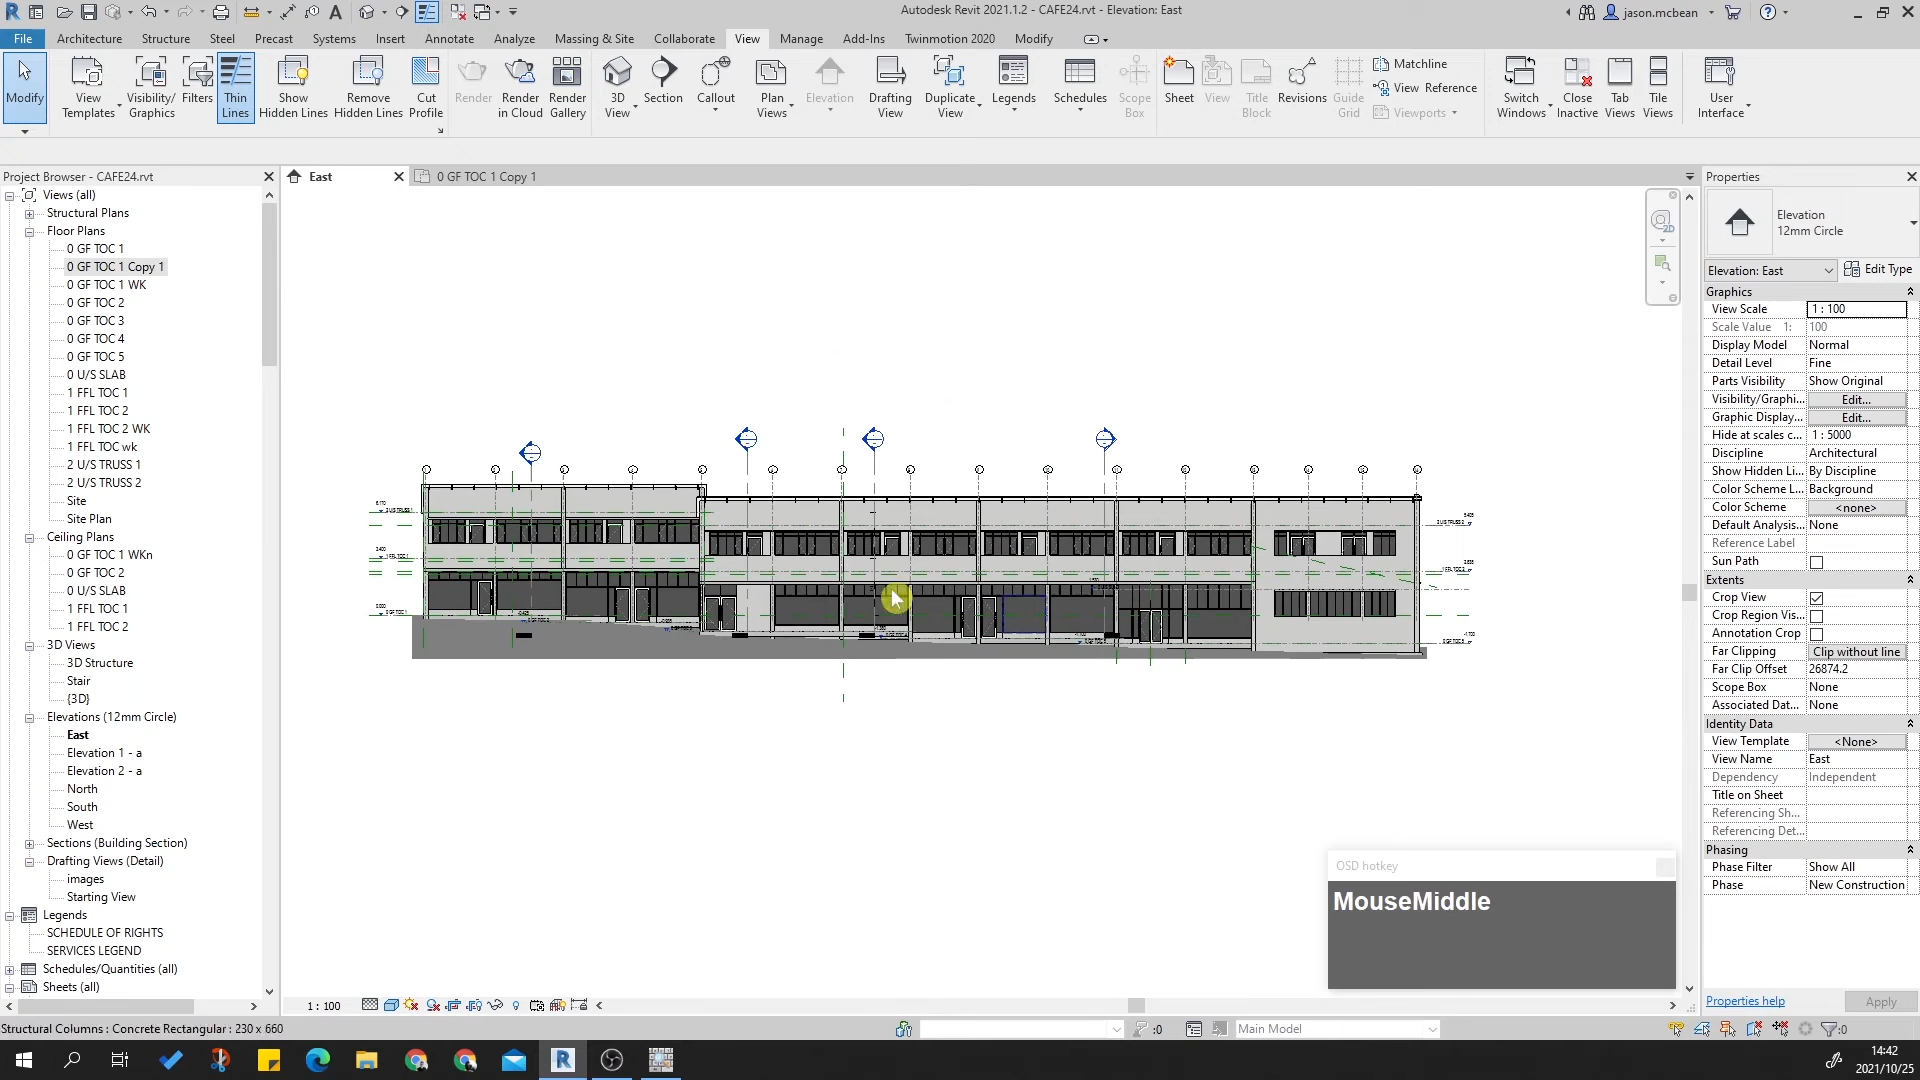 Autodesk Revit 2021.1.2 - CAFE24.rvt - Elevation: East
jason.mcbean
File Architecture Structure Steel Precast Systems Insert Annotate Analyze Massing & Site Collaborate View Manage Add-Ins Twinmotion 2020 Modify
Modify
View Templates
Visibility/ Graphics
Filters
Thin Lines
Show Hidden Lines
Remove Hidden Lines
Cut Profile
Render
Render in Cloud
Render Gallery
3D View
Section
Callout
Plan Views
Elevation
Drafting View
Duplicate View
Legends
Schedules
Scope Box
Sheet
View
Title Block
Revisions
Guide Grid
Matchline
View Reference
Viewports
Switch Windows
Close Inactive
Tab Views
Tile Views
User Interface
Project Browser - CAFE24.rvt
Views (all)
Structural Plans
Floor Plans
0 GF TOC 1
0 GF TOC 1 Copy 1
0 GF TOC 1 WK
0 GF TOC 2
0 GF TOC 3
0 GF TOC 4
0 GF TOC 5
0 U/S SLAB
1 FFL TOC 1
1 FFL TOC 2
1 FFL TOC 2 WK
1 FFL TOC wk
2 U/S TRUSS 1
2 U/S TRUSS 2
Site
Site Plan
Ceiling Plans
0 GF TOC 1 WKn
0 GF TOC 2
0 U/S SLAB
1 FFL TOC 1
1 FFL TOC 2
3D Views
3D Structure
Stair
{3D}
Elevations (12mm Circle)
East
Elevation 1 - a
Elevation 2 - a
North
South
West
Sections (Building Section)
Drafting Views (Detail)
images
Starting View
Legends
SCHEDULE OF RIGHTS
SERVICES LEGEND
Schedules/Quantities (all)
Sheets (all)
East
0 GF TOC 1 Copy 1
2D
OSD hotkey
MouseMiddle
1 : 100
Properties
Elevation
12mm Circle
Elevation: East Edit Type
Graphics
View Scale 1 : 100
Scale Value 1: 100
Display Model Normal
Detail Level Fine
Parts Visibility Show Original
Visibility/Graphi... Edit...
Graphic Display... Edit...
Hide at scales c... 1 : 5000
Discipline Architectural
Show Hidden Li... By Discipline
Color Scheme L... Background
Color Scheme <none>
Default Analysis... None
Reference Label
Sun Path
Extents
Crop View
Crop Region Vis...
Annotation Crop
Far Clipping Clip without line
Far Clip Offset 26874.2
Scope Box None
Associated Dat... None
Identity Data
View Template <None>
View Name East
Dependency Independent
Title on Sheet
Referencing Sh...
Referencing Det...
Phasing
Phase Filter Show All
Phase New Construction
Properties help Apply
Structural Columns : Concrete Rectangular : 230 x 660
:0
Main Model
:0
14:42
2021/10/25